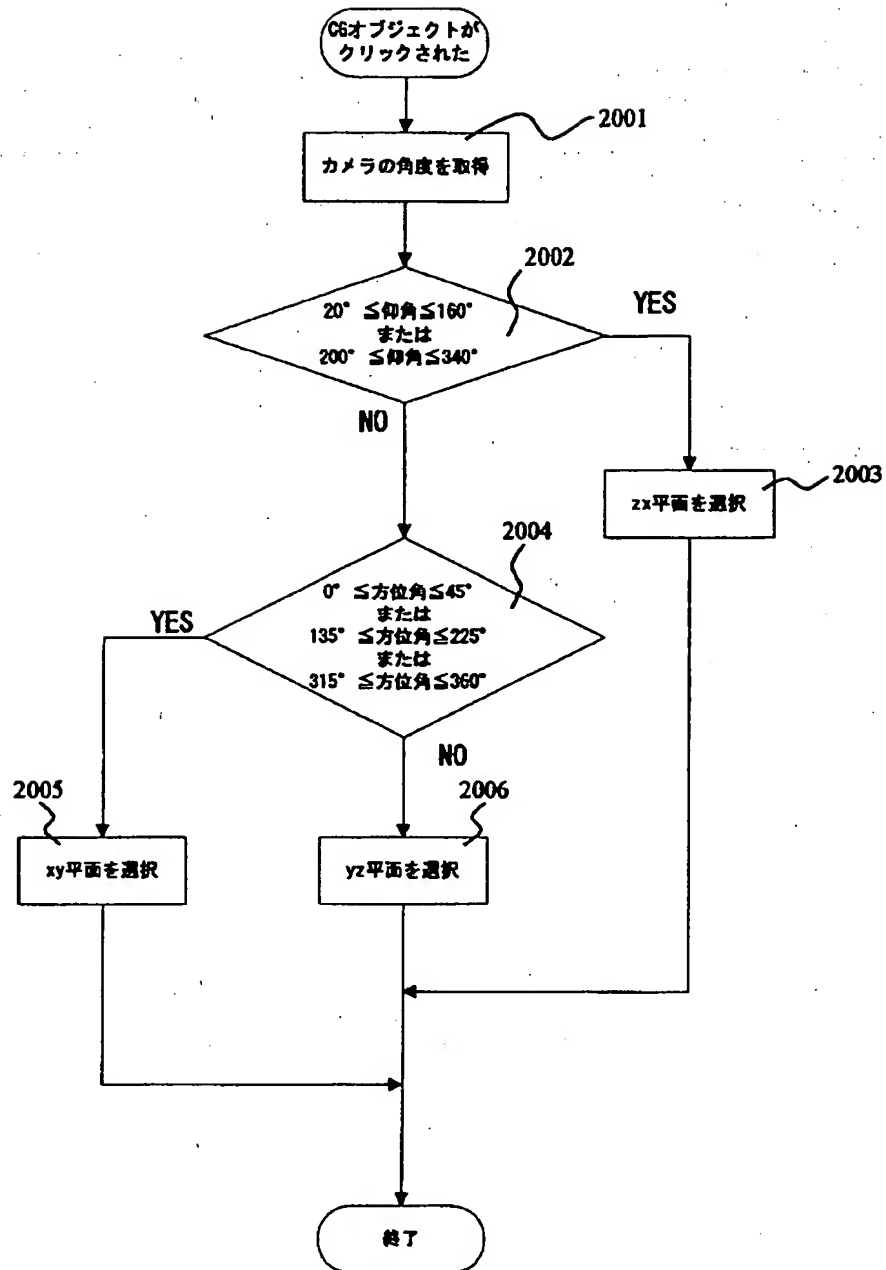 CGオブジェクトが
クリックされた
2001
カメラの角度を取得
2002
20° ≦仰角≦160°
または
200° ≦仰角≦340°
YES
NO
2003
zx平面を選択
2004
0° ≦方位角≦45°
または
135° ≦方位角≦225°
または
315° ≦方位角≦360°
YES
NO
2005
xy平面を選択
2006
yz平面を選択
終了